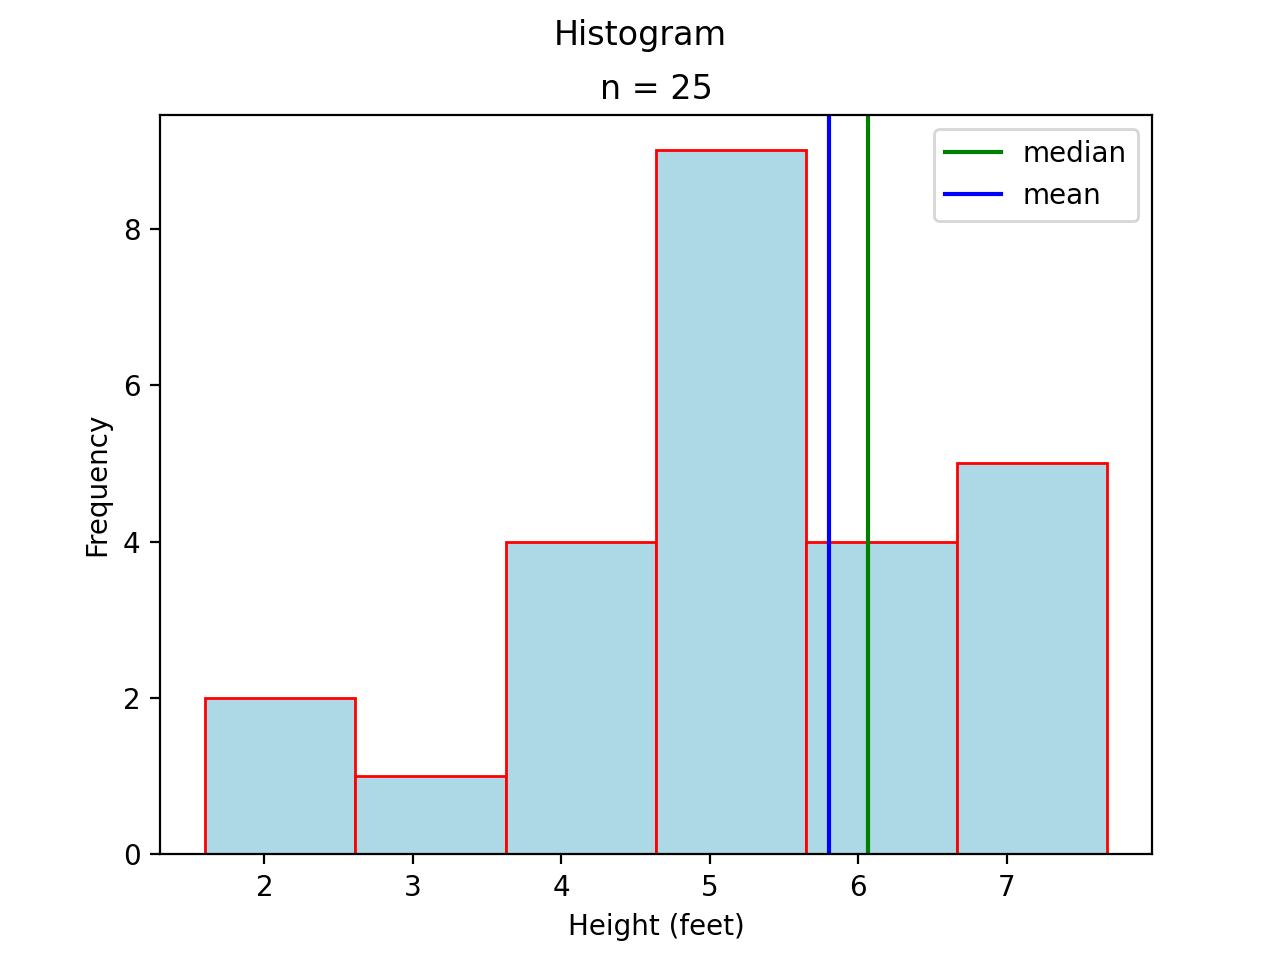 Histogram
n = 25
median
mean
8
6
4
2
0
Frequency
2 3 4 5 6 7
Height (feet)